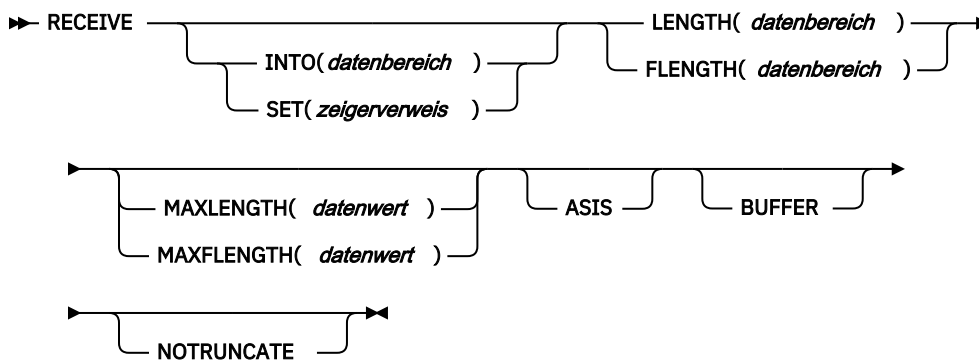 RECEIVE INTO( datenbereich ) SET( zeigerverweis ) LENGTH( datenbereich ) FLENGTH( datenbereich )
MAXLENGTH( datenwert ) MAXFLENGTH( datenwert ) ASIS BUFFER
NOTRUNCATE